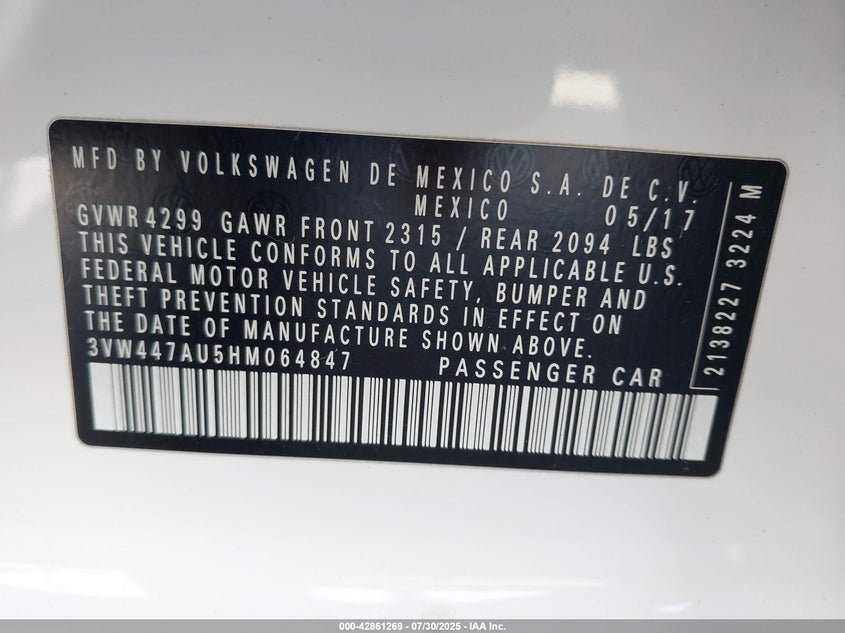 MFD BY VOLKSWAGEN DE MEXICO S.A. DE C.V.
MEXICO 05/17
GVWR 4299 GAWR FRONT 2315 / REAR 2094 LBS
THIS VEHICLE CONFORMS TO ALL APPLICABLE U.S.
FEDERAL MOTOR VEHICLE SAFETY, BUMPER AND
THEFT PREVENTION STANDARDS IN EFFECT ON
THE DATE OF MANUFACTURE SHOWN ABOVE.
3VW447AU5HM064847 PASSENGER CAR
2138227 3224 M
000-42861269 - 07/30/2025 - IAA Inc.